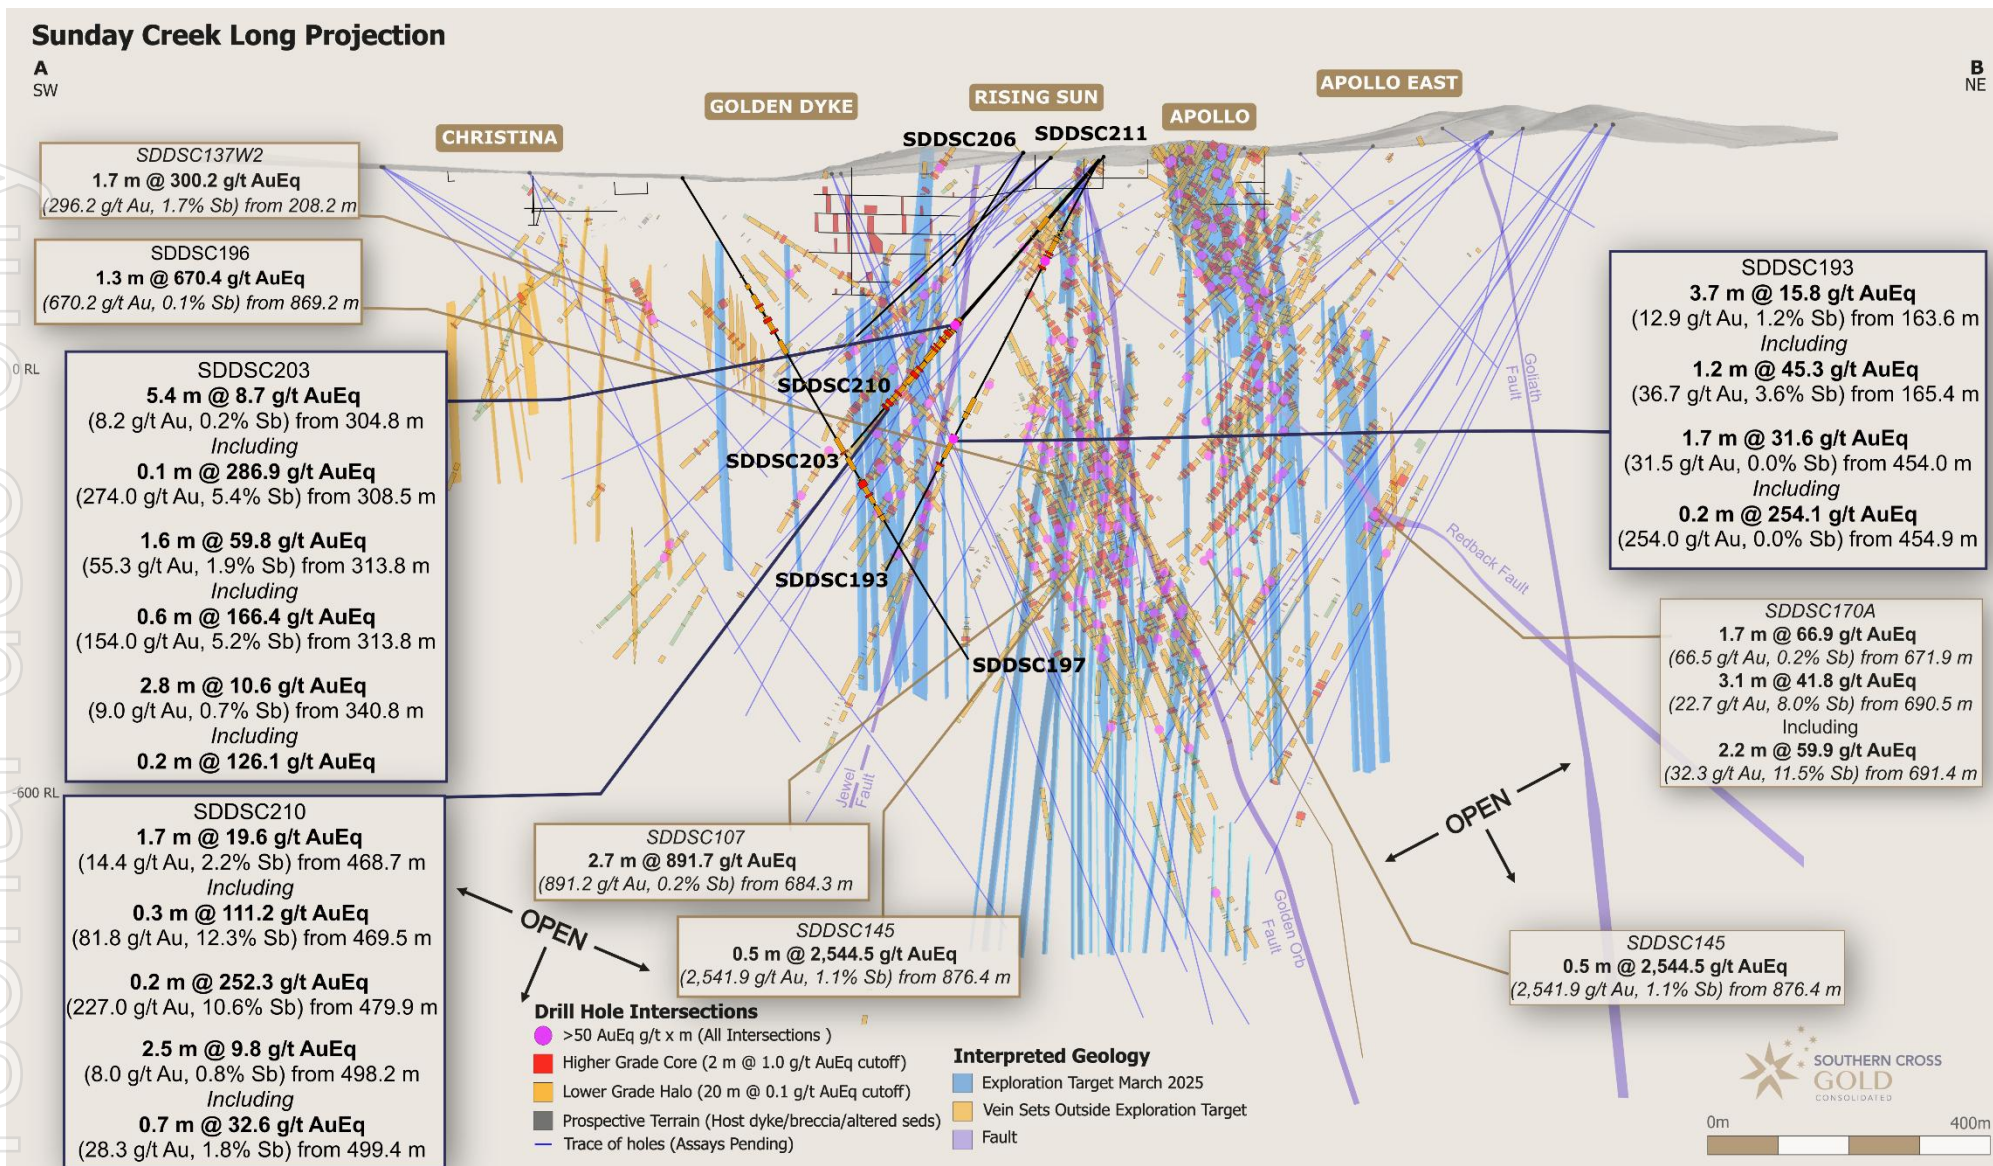 Sunday Creek Long Projection
A
SW
B
NE
CHRISTINA
GOLDEN DYKE
RISING SUN
APOLLO
APOLLO EAST
SDDSC206
SDDSC211
SDDSC137W2
1.7 m @ 300.2 g/t AuEq
(296.2 g/t Au, 1.7% Sb) from 208.2 m
SDDSC196
1.3 m @ 670.4 g/t AuEq
(670.2 g/t Au, 0.1% Sb) from 869.2 m
0 RL
SDDSC203
5.4 m @ 8.7 g/t AuEq
(8.2 g/t Au, 0.2% Sb) from 304.8 m
Including
0.1 m @ 286.9 g/t AuEq
(274.0 g/t Au, 5.4% Sb) from 308.5 m
1.6 m @ 59.8 g/t AuEq
(55.3 g/t Au, 1.9% Sb) from 313.8 m
Including
0.6 m @ 166.4 g/t AuEq
(154.0 g/t Au, 5.2% Sb) from 313.8 m
2.8 m @ 10.6 g/t AuEq
(9.0 g/t Au, 0.7% Sb) from 340.8 m
Including
0.2 m @ 126.1 g/t AuEq
-600 RL
SDDSC210
1.7 m @ 19.6 g/t AuEq
(14.4 g/t Au, 2.2% Sb) from 468.7 m
Including
0.3 m @ 111.2 g/t AuEq
(81.8 g/t Au, 12.3% Sb) from 469.5 m
0.2 m @ 252.3 g/t AuEq
(227.0 g/t Au, 10.6% Sb) from 479.9 m
2.5 m @ 9.8 g/t AuEq
(8.0 g/t Au, 0.8% Sb) from 498.2 m
Including
0.7 m @ 32.6 g/t AuEq
(28.3 g/t Au, 1.8% Sb) from 499.4 m
SDDSC210
SDDSC203
SDDSC193
SDDSC197
SDDSC193
3.7 m @ 15.8 g/t AuEq
(12.9 g/t Au, 1.2% Sb) from 163.6 m
Including
1.2 m @ 45.3 g/t AuEq
(36.7 g/t Au, 3.6% Sb) from 165.4 m
1.7 m @ 31.6 g/t AuEq
(31.5 g/t Au, 0.0% Sb) from 454.0 m
Including
0.2 m @ 254.1 g/t AuEq
(254.0 g/t Au, 0.0% Sb) from 454.9 m
Goliath
Fault
Redback Fault
SDDSC170A
1.7 m @ 66.9 g/t AuEq
(66.5 g/t Au, 0.2% Sb) from 671.9 m
3.1 m @ 41.8 g/t AuEq
(22.7 g/t Au, 8.0% Sb) from 690.5 m
Including
2.2 m @ 59.9 g/t AuEq
(32.3 g/t Au, 11.5% Sb) from 691.4 m
OPEN
Jewel
Fault
SDDSC107
2.7 m @ 891.7 g/t AuEq
(891.2 g/t Au, 0.2% Sb) from 684.3 m
OPEN
SDDSC145
0.5 m @ 2,544.5 g/t AuEq
(2,541.9 g/t Au, 1.1% Sb) from 876.4 m
Golden Orb
Fault
SDDSC145
0.5 m @ 2,544.5 g/t AuEq
(2,541.9 g/t Au, 1.1% Sb) from 876.4 m
Drill Hole Intersections
>50 AuEq g/t x m (All Intersections )
Higher Grade Core (2 m @ 1.0 g/t AuEq cutoff)
Lower Grade Halo (20 m @ 0.1 g/t AuEq cutoff)
Prospective Terrain (Host dyke/breccia/altered seds)
Trace of holes (Assays Pending)
Interpreted Geology
Exploration Target March 2025
Vein Sets Outside Exploration Target
Fault
SOUTHERN CROSS
GOLD
CONSOLIDATED
0m
400m